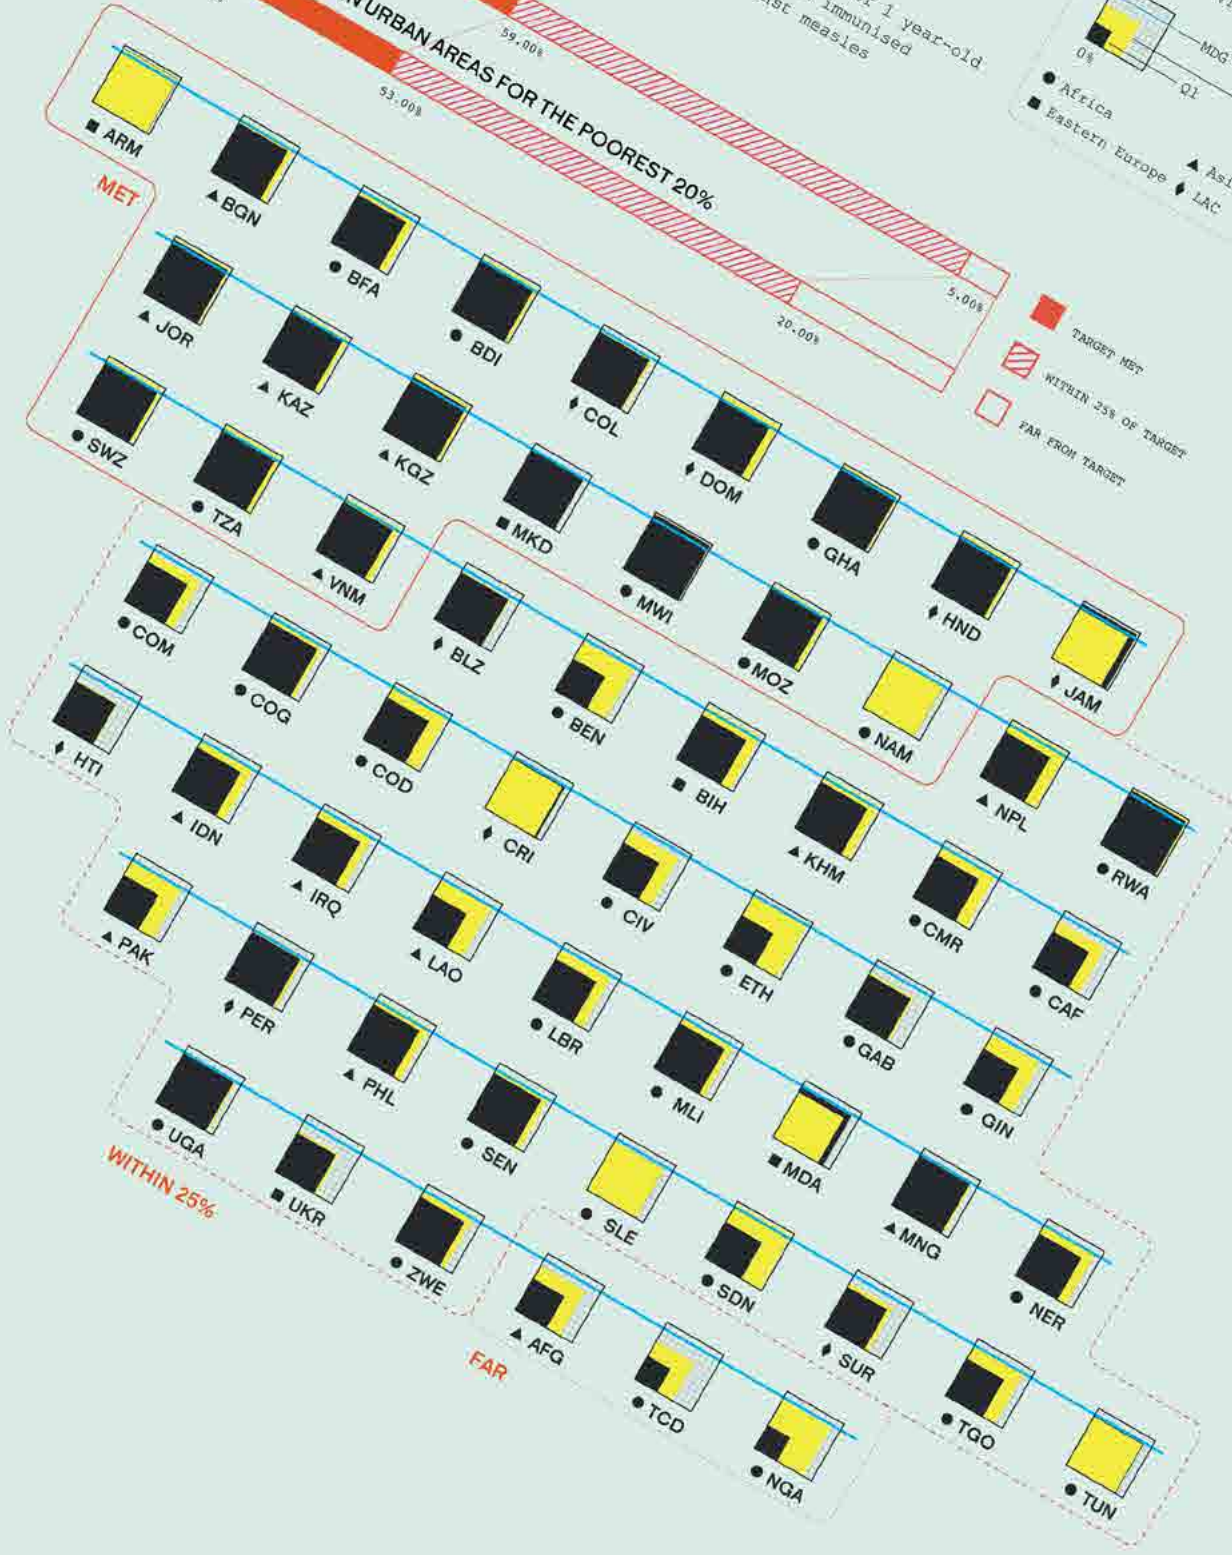 1 year-old
immunised
measles
MDG
0%
Q1
Africa
Eastern Europe
LAC
59.00%
N URBAN AREAS FOR THE POOREST 20%
53.00%
5.00%
20.00%
TARGET MET
WITHIN 25% OF TARGET
FAR FROM TARGET
MET
ARM
BGN
BFA
BDI
COL
DOM
GHA
HND
JAM
JOR
KAZ
KGZ
MKD
MWI
MOZ
NAM
NPL
RWA
SWZ
TZA
VNM
BLZ
BEN
BIH
KHM
CMR
CAF
COM
COG
COD
CRI
CIV
ETH
GAB
GIN
HTI
IDN
IRQ
LAO
LBR
MLI
MDA
MNG
NER
PAK
PER
PHL
SEN
SLE
SDN
SUR
TGO
TUN
UGA
UKR
ZWE
AFG
TCD
NGA
WITHIN 25%
FAR